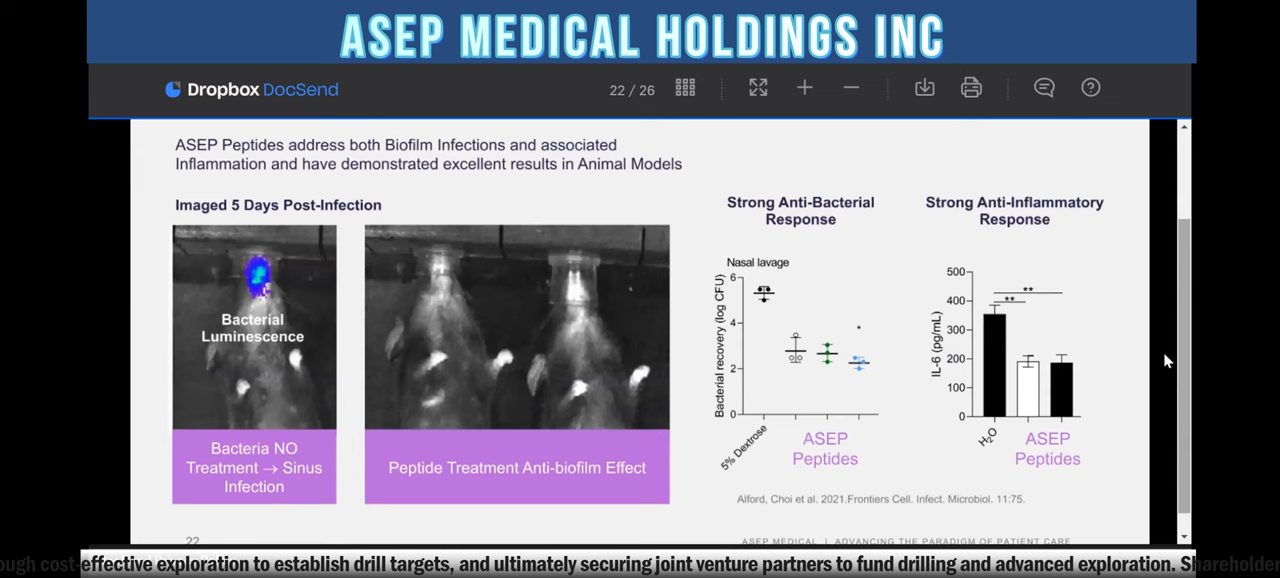 ASEP MEDICAL HOLDINGS INC
Dropbox DocSend
22 / 26
ASEP Peptides address both Biofilm Infections and associated
Inflammation and have demonstrated excellent results in Animal Models
Imaged 5 Days Post-Infection
Bacterial
Luminescence
Bacteria NO
Treatment → Sinus
Infection
Peptide Treatment Anti-biofilm Effect
Strong Anti-Bacterial
Response
Nasal lavage
Bacterial recovery (log CFU)
6
4
2
0
*
5% Dextrose
ASEP
Peptides
Strong Anti-Inflammatory
Response
IL-6 (pg/mL)
500
400
300
200
100
0
**
**
H₂O
ASEP
Peptides
Alford, Choi et al. 2021.Frontiers Cell. Infect. Microbiol. 11:75.
22
ASEP MEDICAL | ADVANCING THE PARADIGM OF PATIENT CARE
ough cost-effective exploration to establish drill targets, and ultimately securing joint venture partners to fund drilling and advanced exploration. Shareholder